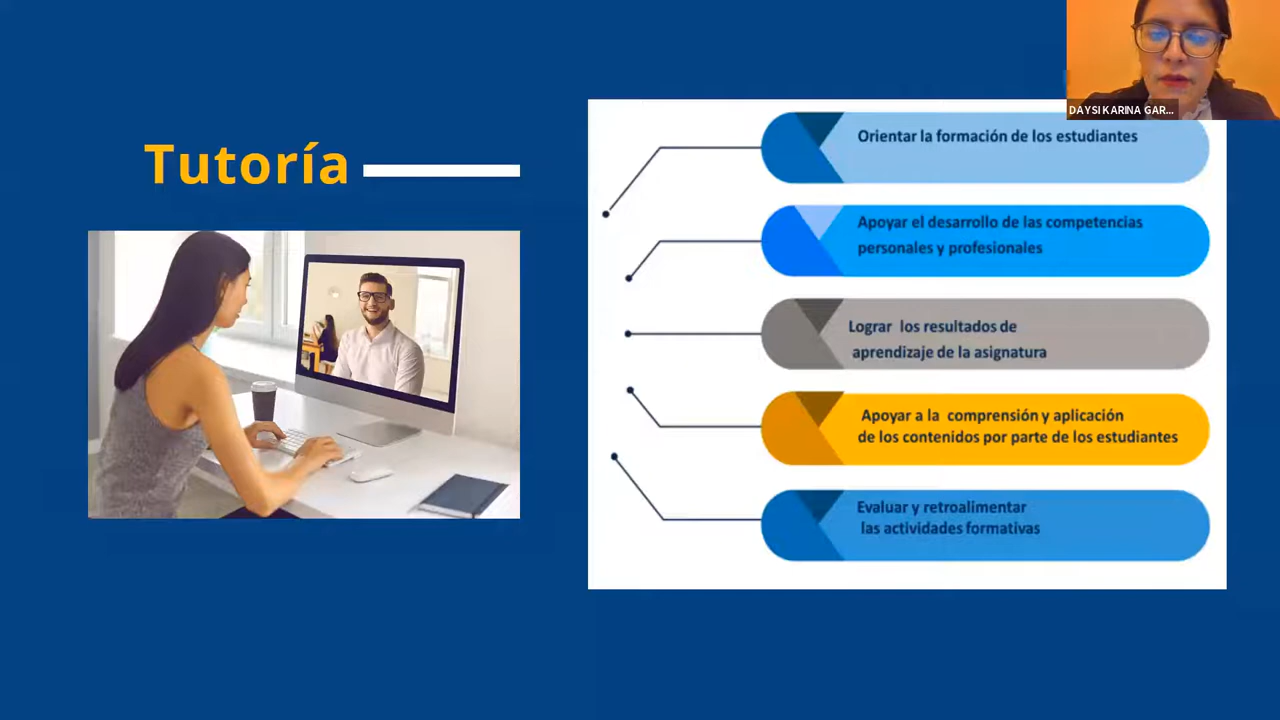 DAYSI KARINA GAR...
Tutoría
Orientar la formación de los estudiantes
Apoyar el desarrollo de las competencias
personales y profesionales
Lograr los resultados de
aprendizaje de la asignatura
Apoyar a la comprensión y aplicación
de los contenidos por parte de los estudiantes
Evaluar y retroalimentar
las actividades formativas